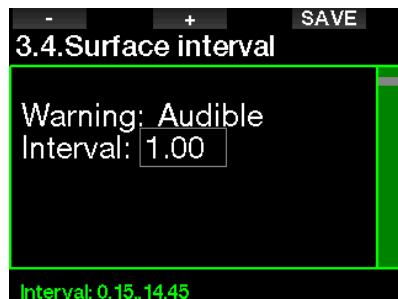 - + SAVE
3.4.Surface interval
Warning: Audible
Interval: 1.00
Interval: 0.15..14.45